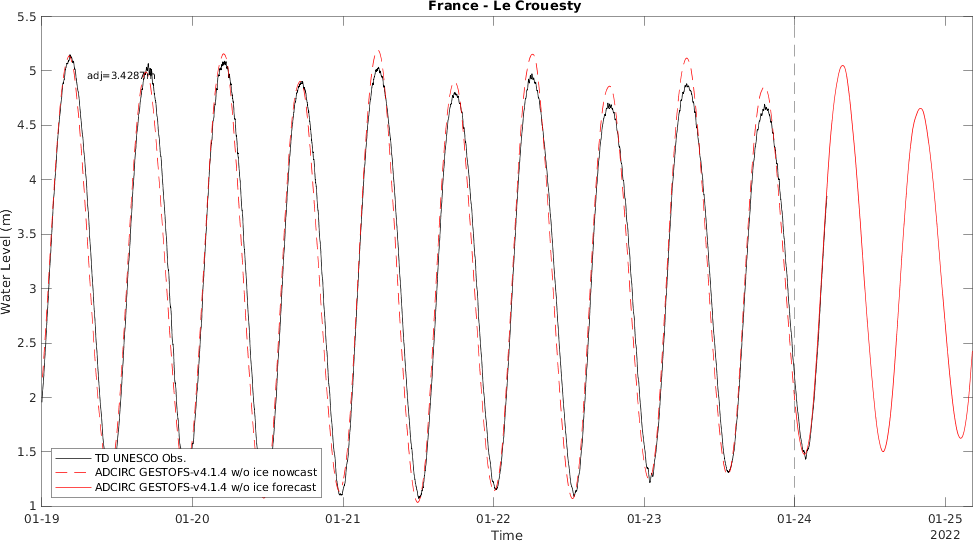 France - Le Crouesty
Water Level (m)
5.5
5
4.5
4
3.5
3
2.5
2
1.5
1
adj=3.4287m
TD UNESCO Obs.
ADCIRC GESTOFS-v4.1.4 w/o ice nowcast
ADCIRC GESTOFS-v4.1.4 w/o ice forecast
01-19 01-20 01-21 01-22 01-23 01-24 01-25
Time
2022